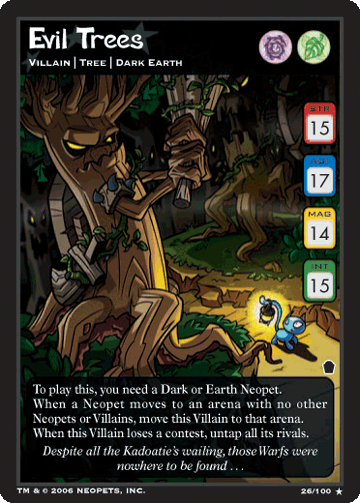 Evil Trees
Villain | Tree | Dark Earth
STR
15
AGI
17
MAG
14
INT
15
To play this, you need a Dark or Earth Neopet.
When a Neopet moves to an arena with no other
Neopets or Villains, move this Villain to that arena.
When this Villain loses a contest, untap all its rivals.
Despite all the Kadoatie's wailing, those Warfs were
nowhere to be found . . .
TM & © 2006 NEOPETS, INC.
26/100 ★